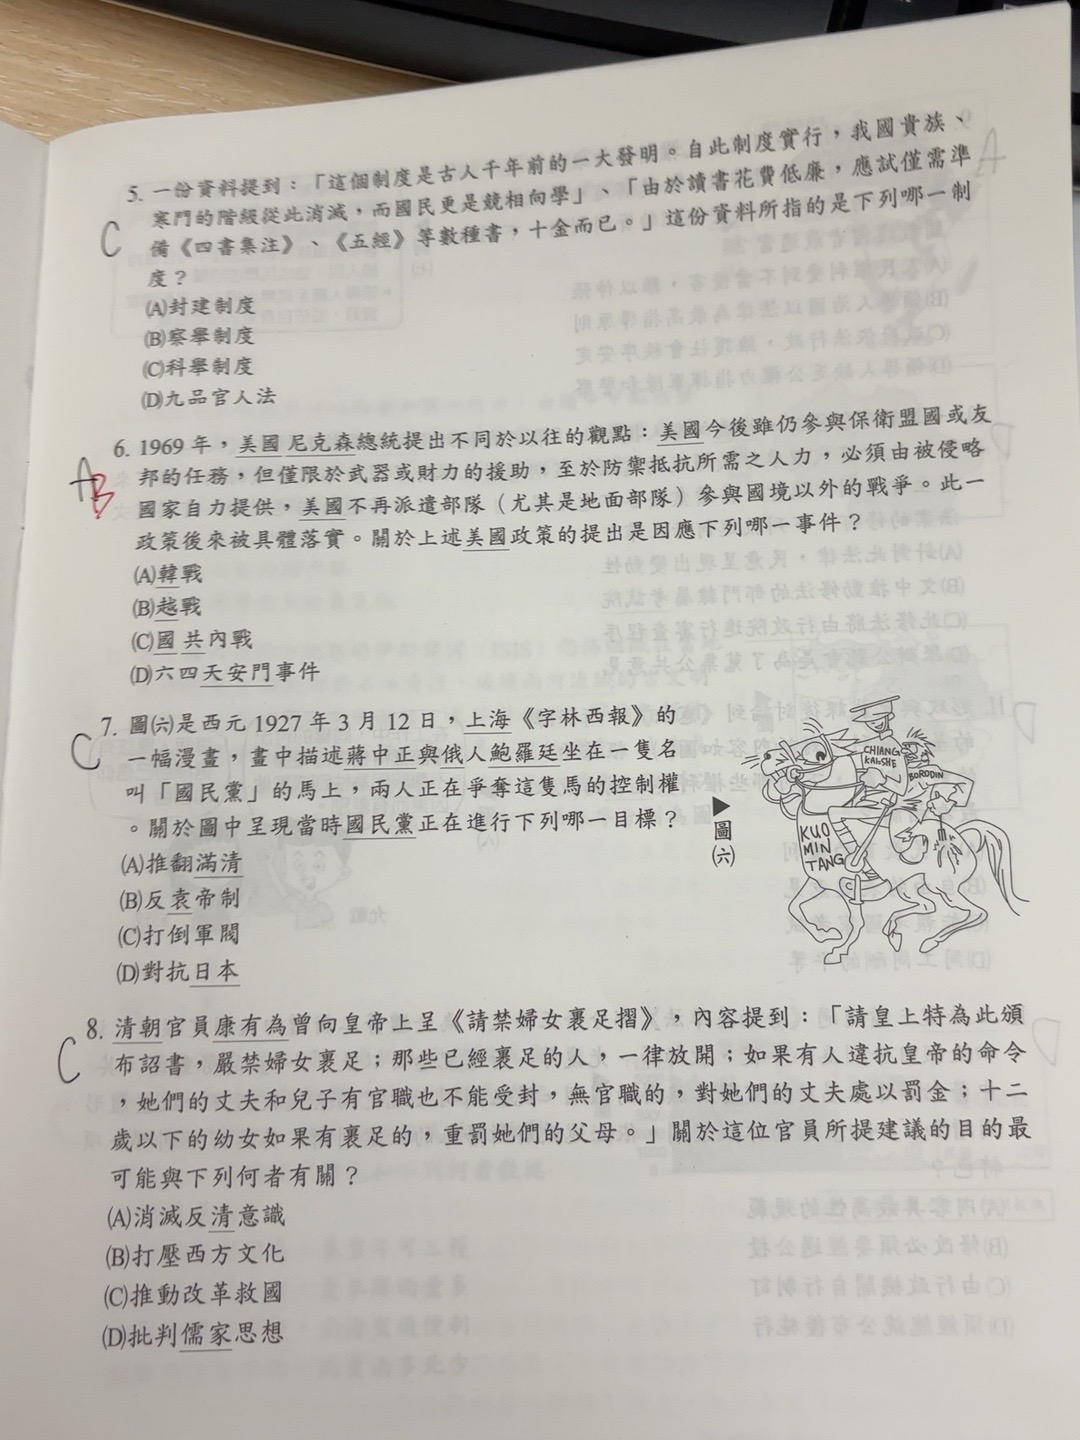 5. 一份資料提到：「這個制度是古人千年前的一大發明。自此制度實行，我國貴族、
寒門的階級從此消滅，而國民更是競相向學」、「由於讀書花費低廉，應試僅需準
C
備《四書集注》、《五經》等數種書，十金而已。」這份資料所指的是下列哪一制
度？
(A)封建制度
(B)察舉制度
(C)科舉制度
(D)九品官人法
6. 1969年，美國尼克森總統提出不同於以往的觀點：美國今後雖仍參與保衛盟國或友
A
B
邦的任務，但僅限於武器或財力的援助，至於防禦抵抗所需之人力，必須由被侵略
國家自力提供，美國不再派遣部隊（尤其是地面部隊）參與國境以外的戰爭。此一
政策後來被具體落實。關於上述美國政策的提出是因應下列哪一事件？
(A)韓戰
(B)越戰
(C)國共內戰
(D)六四天安門事件
7. 圖㈥是西元1927年3月12日，上海《字林西報》的
C
一幅漫畫，畫中描述蔣中正與俄人鮑羅廷坐在一隻名
叫「國民黨」的馬上，兩人正在爭奪這隻馬的控制權
。關於圖中呈現當時國民黨正在進行下列哪一目標？
(A)推翻滿清
(B)反袁帝制
(C)打倒軍閥
(D)對抗日本
▶圖㈥
CHIANG
KAI-SHE
BORODIN
KUO
MIN
TANG
8. 清朝官員康有為曾向皇帝上呈《請禁婦女裹足摺》，內容提到：「請皇上特為此頒
C
布詔書，嚴禁婦女裹足；那些已經裹足的人，一律放開；如果有人違抗皇帝的命令
，她們的丈夫和兒子有官職也不能受封，無官職的，對她們的丈夫處以罰金；十二
歲以下的幼女如果有裹足的，重罰她們的父母。」關於這位官員所提建議的目的最
可能與下列何者有關？
(A)消滅反清意識
(B)打壓西方文化
(C)推動改革救國
(D)批判儒家思想